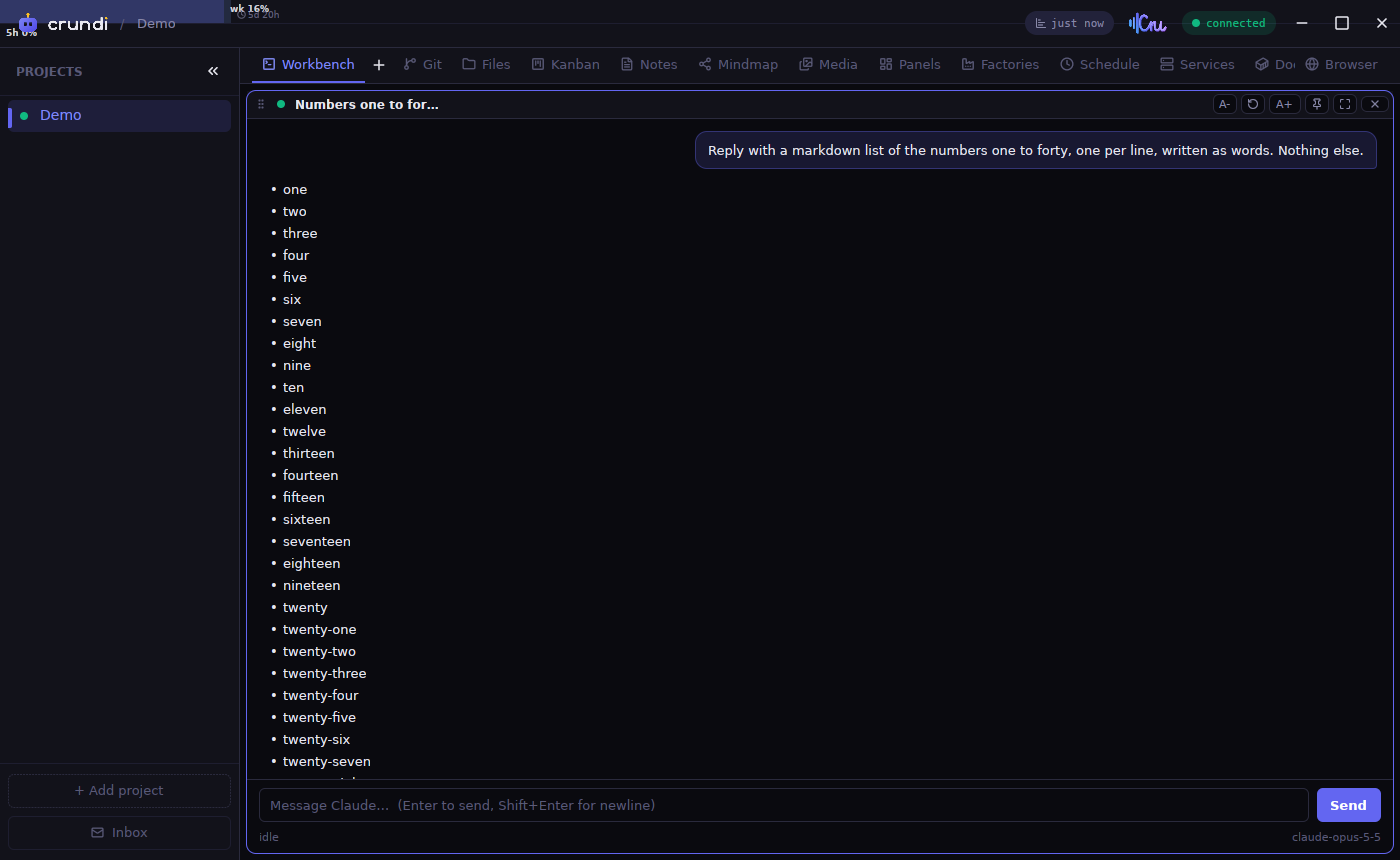 wk 16%
5d 20h
5h 0%
crundi / Demo
just now
Cru
connected
PROJECTS
Workbench
Git
Files
Kanban
Notes
Mindmap
Media
Panels
Factories
Schedule
Services
Doc
Browser
Demo
Numbers one to for…
A-
A+
Reply with a markdown list of the numbers one to forty, one per line, written as words. Nothing else.
• one
• two
• three
• four
• five
• six
• seven
• eight
• nine
• ten
• eleven
• twelve
• thirteen
• fourteen
• fifteen
• sixteen
• seventeen
• eighteen
• nineteen
• twenty
• twenty-one
• twenty-two
• twenty-three
• twenty-four
• twenty-five
• twenty-six
• twenty-seven
+ Add project
Inbox
Message Claude… (Enter to send, Shift+Enter for newline)
Send
idle
claude-opus-5-5